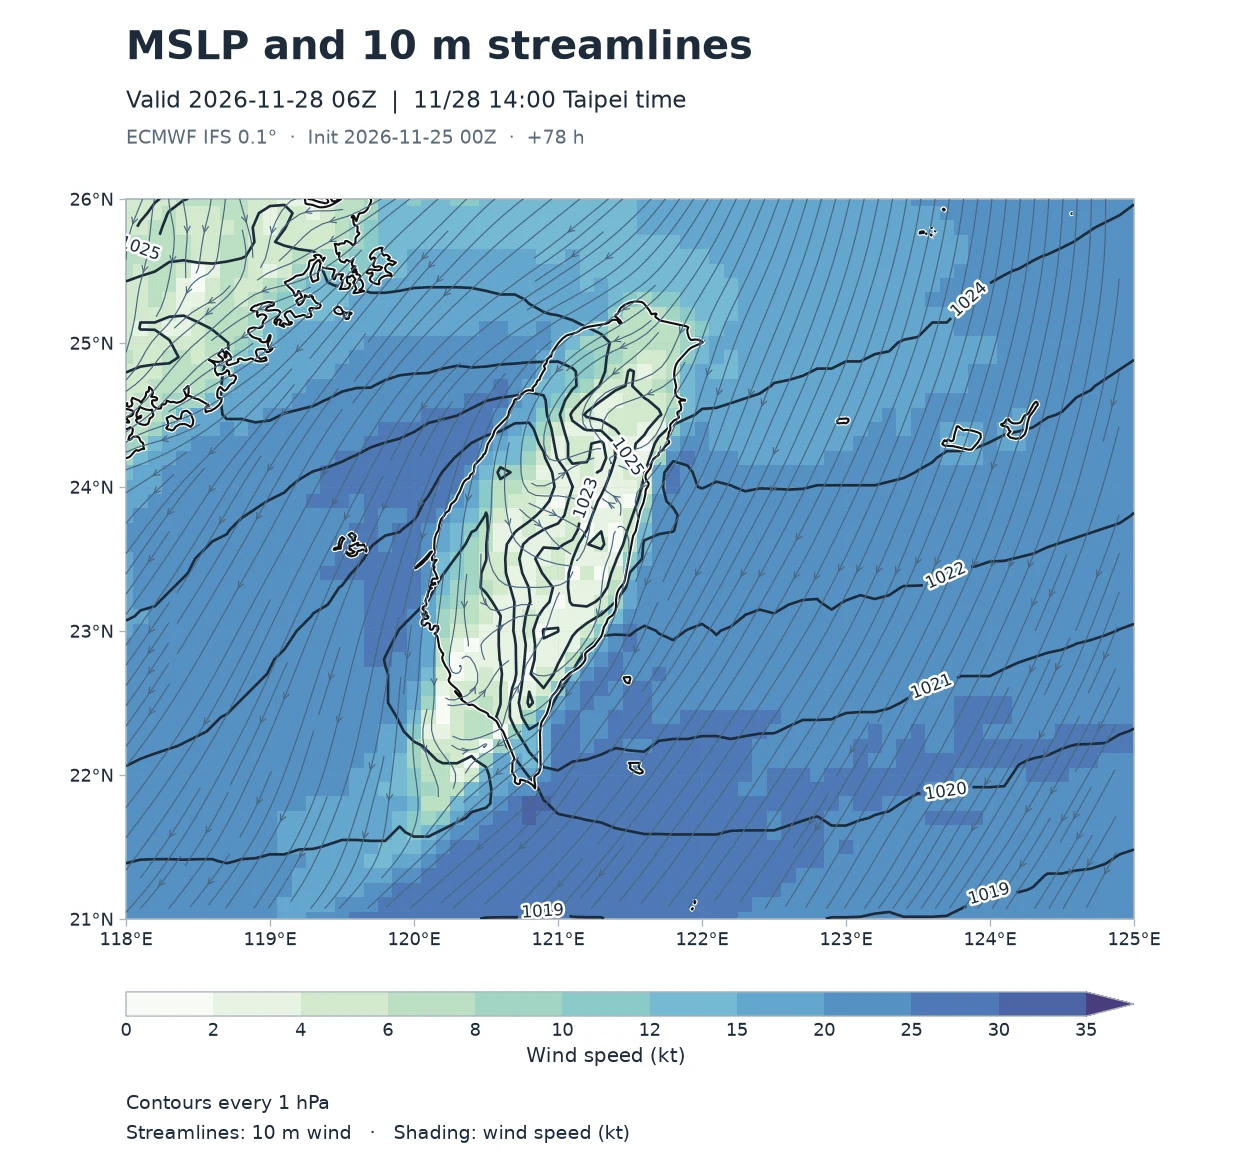 MSLP and 10 m streamlines
Valid 2026-11-28 06Z | 11/28 14:00 Taipei time
ECMWF IFS 0.1° · Init 2026-11-25 00Z · +78 h
26°N
1025
1024
25°N
1025
24°N
1023
1022
23°N
1021
22°N
1020
1019
1019
21°N
118°E 119°E 120°E 121°E 122°E 123°E 124°E 125°E
0 2 4 6 8 10 12 15 20 25 30 35
Wind speed (kt)
Contours every 1 hPa
Streamlines: 10 m wind · Shading: wind speed (kt)